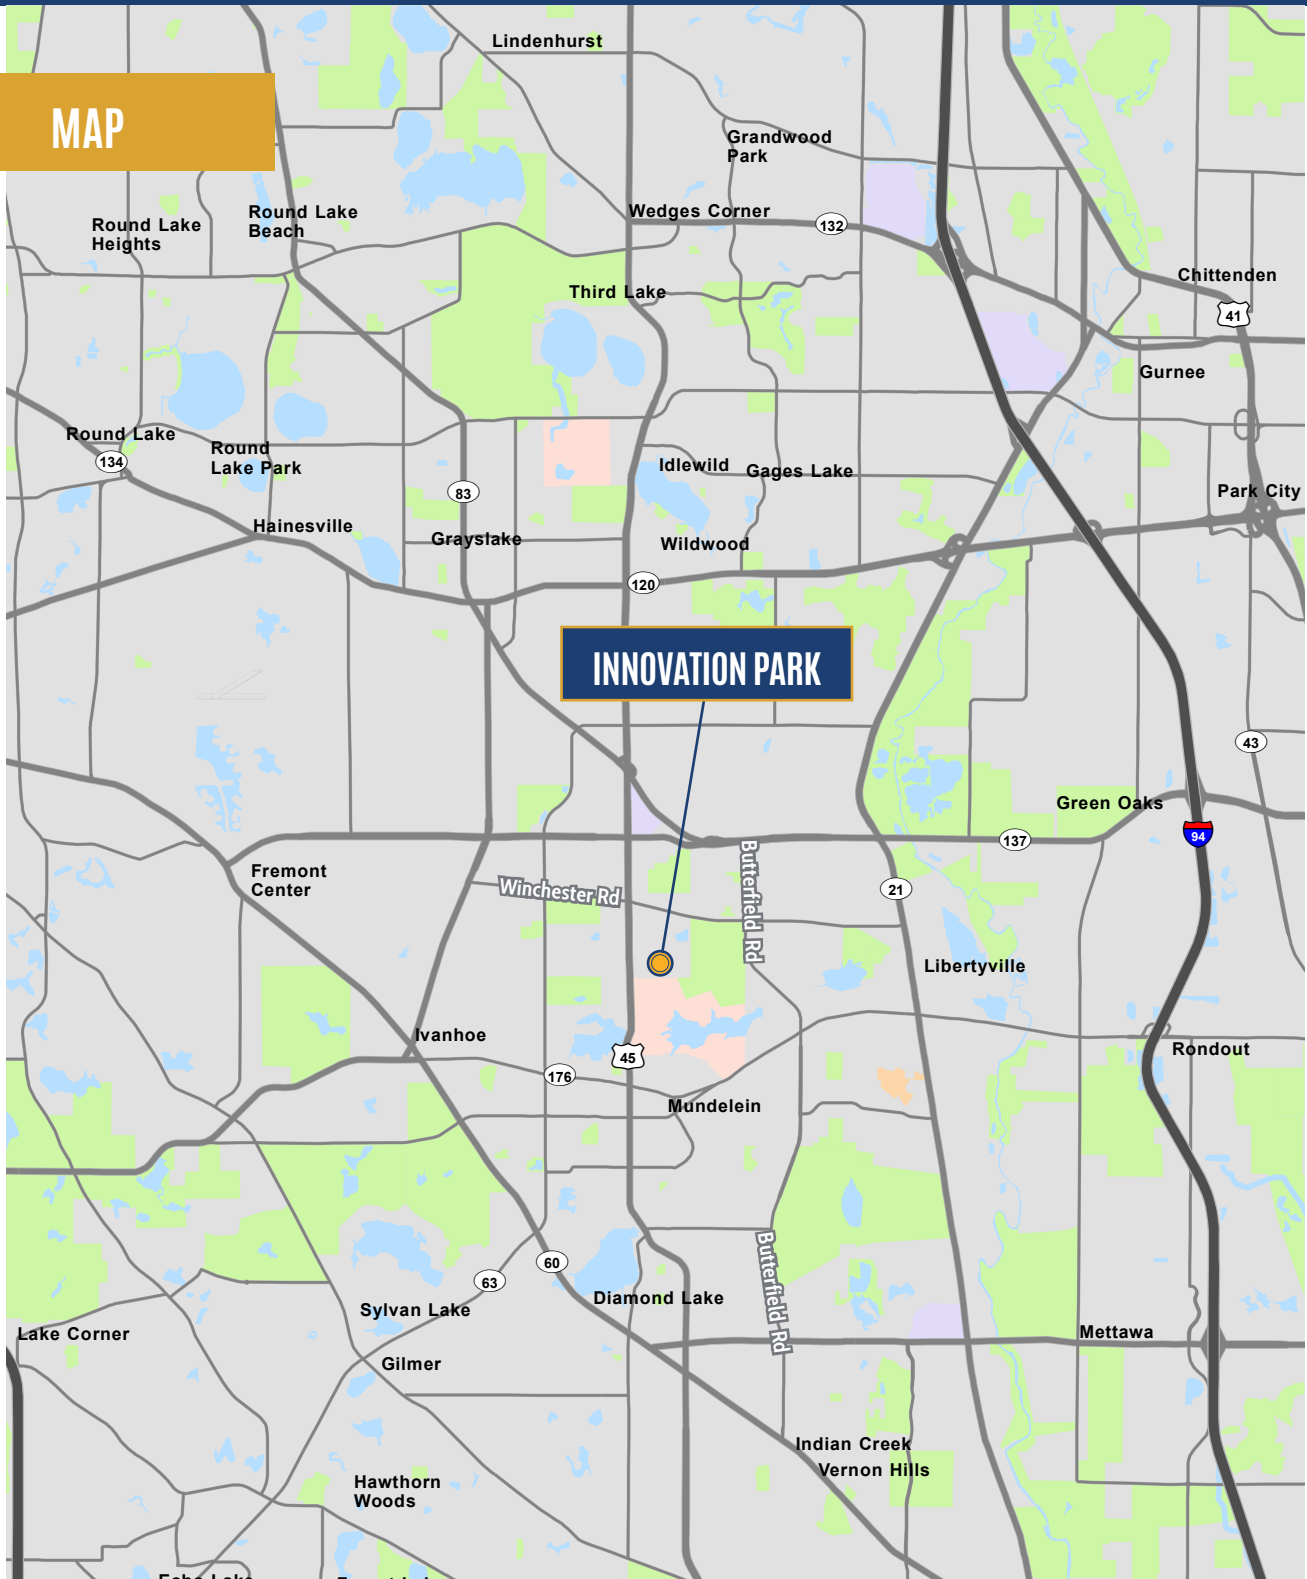 Lindenhurst
MAP
Grandwood
Park
Wedges Corner
132
Round Lake
Heights
Round Lake
Beach
Chittenden
Third Lake
41
Gurnee
Round Lake
134
Round
Lake Park
Idlewild
Gages Lake
83
Park City
Hainesville
Grayslake
Wildwood
120
INNOVATION PARK
43
Green Oaks
94
137
Fremont
Center
Winchester Rd
Butterfield Rd
21
Libertyville
Ivanhoe
45
Rondout
176
Mundelein
60
63
Butterfield Rd
Diamond Lake
Sylvan Lake
Lake Corner
Mettawa
Gilmer
Indian Creek
Vernon Hills
Hawthorn
Woods